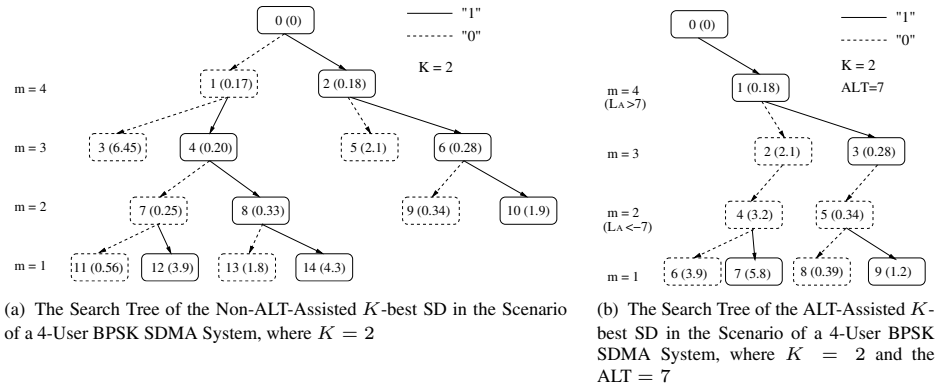 0 (0)
"1"
"0"
K = 2
m = 4
1 (0.17)
2 (0.18)
m = 3
3 (6.45)
4 (0.20)
5 (2.1)
6 (0.28)
m = 2
7 (0.25)
8 (0.33)
9 (0.34)
10 (1.9)
m = 1
11 (0.56)
12 (3.9)
13 (1.8)
14 (4.3)
(a) The Search Tree of the Non-ALT-Assisted K-best SD in the Scenario
of a 4-User BPSK SDMA System, where K = 2
0 (0)
"1"
"0"
K = 2
ALT=7
m = 4
(LA >7)
1 (0.18)
m = 3
2 (2.1)
3 (0.28)
m = 2
(LA <−7)
4 (3.2)
5 (0.34)
m = 1
6 (3.9)
7 (5.8)
8 (0.39)
9 (1.2)
(b) The Search Tree of the ALT-Assisted K-
best SD in the Scenario of a 4-User BPSK
SDMA System, where K = 2 and the
ALT = 7